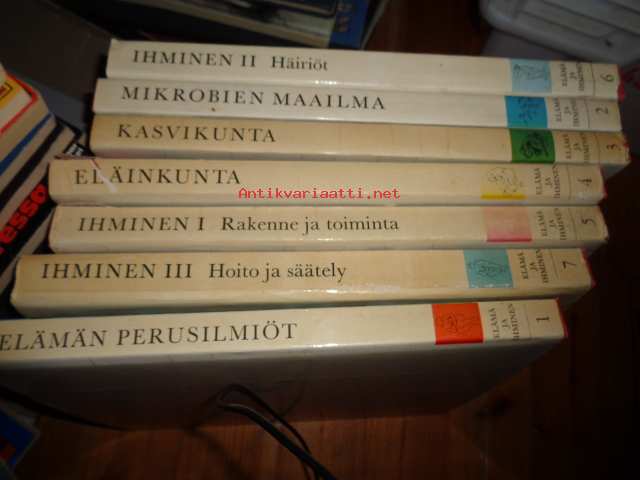 IHMINEN II Häiriöt
ELÄMÄ
JA
IHMINEN
6
MIKROBIEN MAAILMA
ELÄMÄ
JA
IHMINEN
2
KASVIKUNTA
ELÄMÄ
JA
IHMINEN
3
ELÄINKUNTA
ELÄMÄ
JA
IHMINEN
4
Antikvariaatti.net
IHMINEN I Rakenne ja toiminta
ELÄMÄ
JA
IHMINEN
5
IHMINEN III Hoito ja säätely
ELÄMÄ
JA
IHMINEN
7
ELÄMÄN PERUSILMIÖT
ELÄMÄ
JA
IHMINEN
1
esso